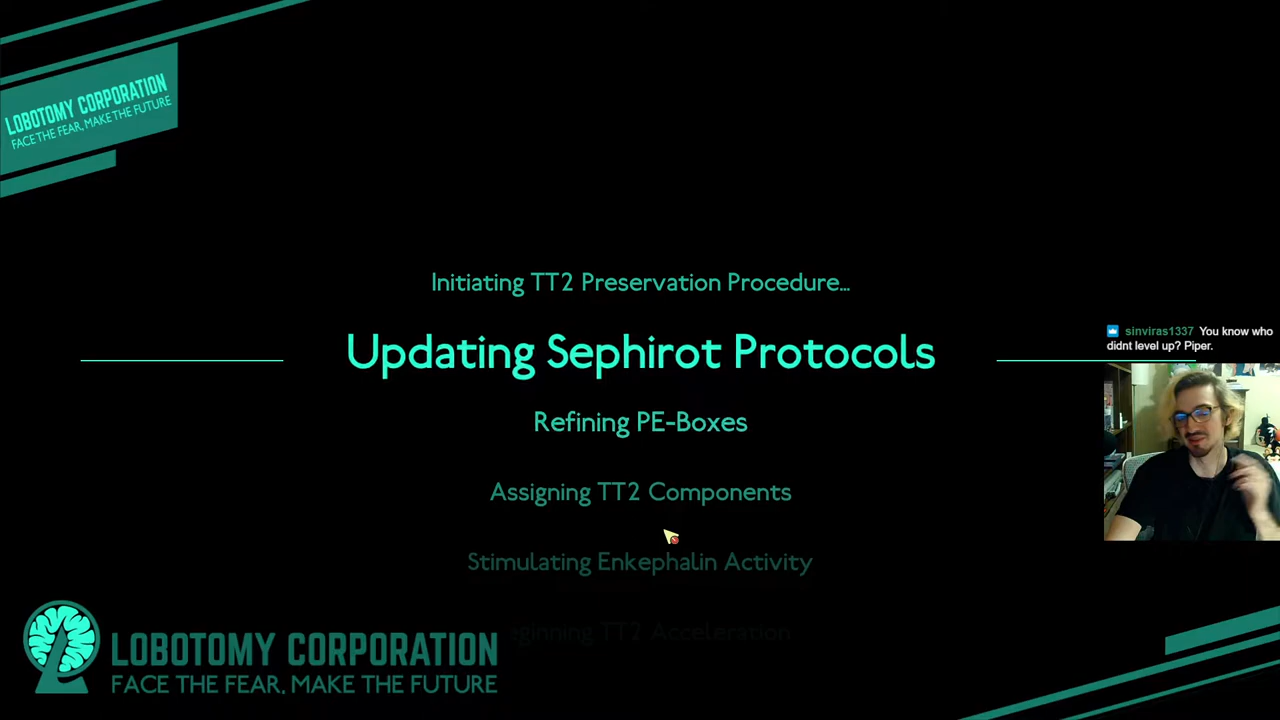 LOBOTOMY CORPORATION
FACE THE FEAR, MAKE THE FUTURE
Initiating TT2 Preservation Procedure...
Updating Sephirot Protocols
Refining PE-Boxes
Assigning TT2 Components
Stimulating Enkephalin Activity
TT2 Acceleration
sinviras1337 You know who
didnt level up? Piper.
LOBOTOMY CORPORATION
FACE THE FEAR, MAKE THE FUTURE